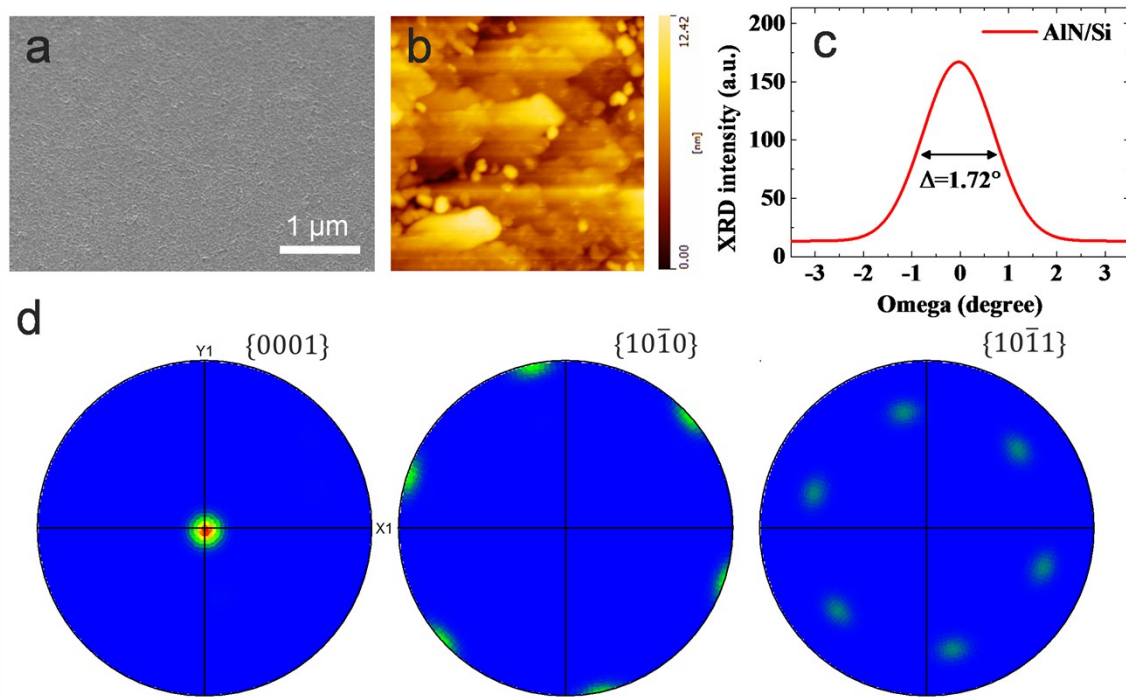 a
1 µm
b
12.42
[nm]
0.00
c
AlN/Si
XRD intensity (a.u.)
200
150
100
50
0
Δ=1.72°
-3 -2 -1 0 1 2 3
Omega (degree)
d
{0001}
Y1
X1
{101̄0}
{101̄1}